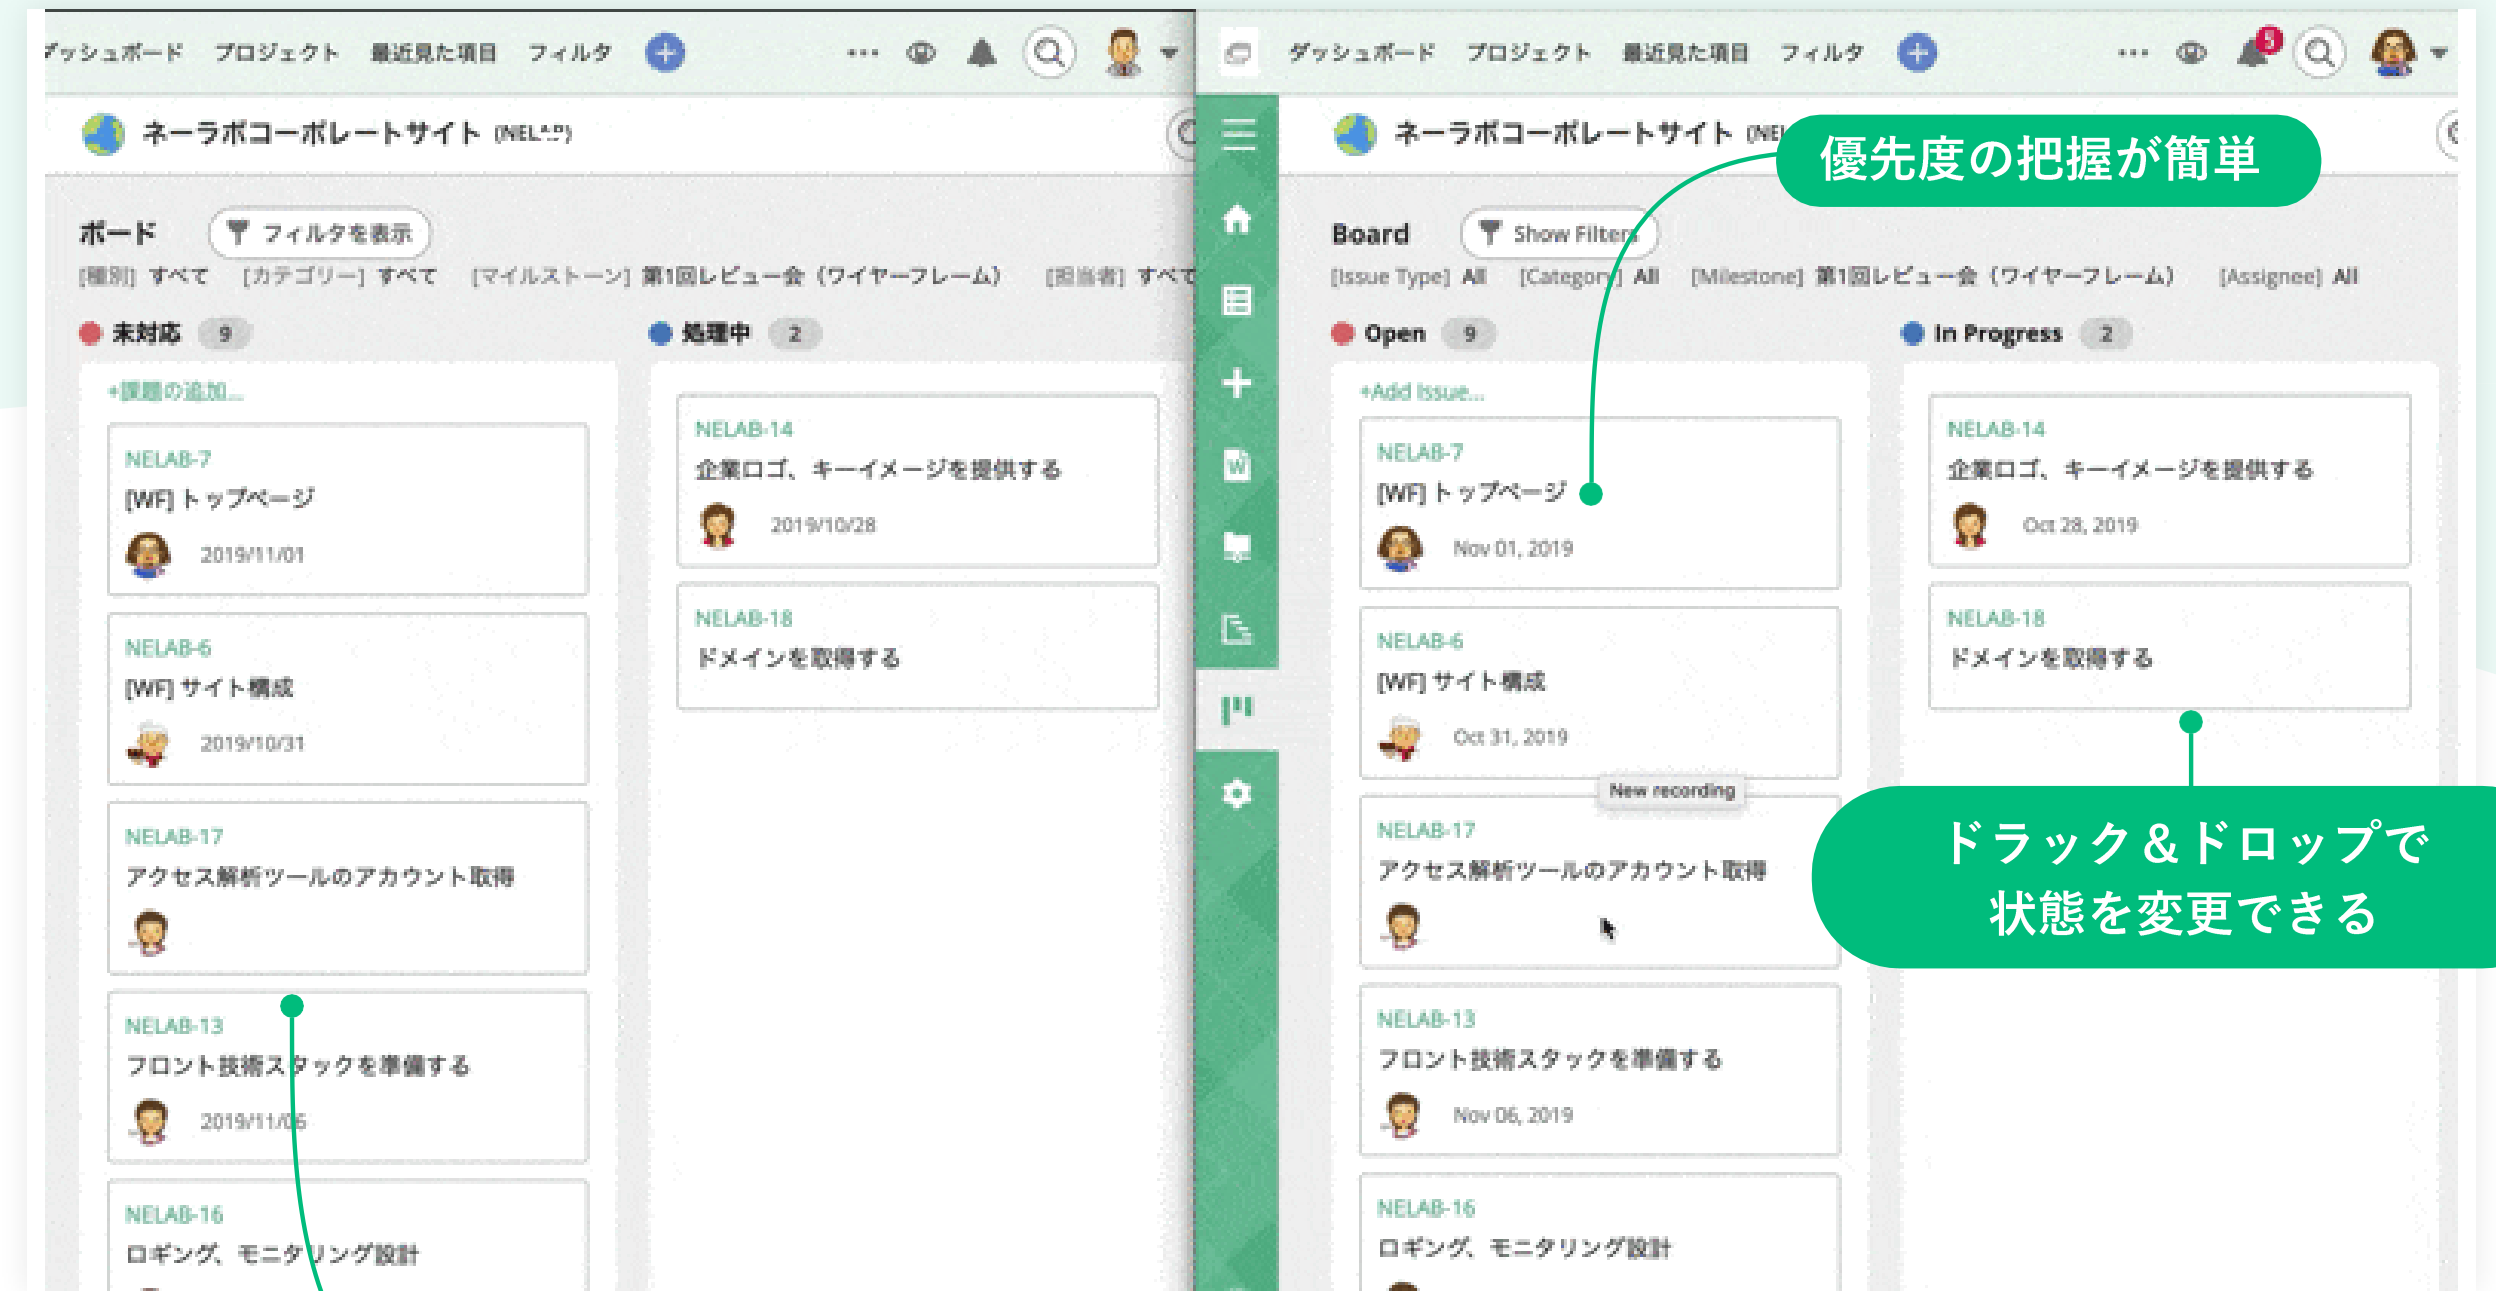 ダッシュボード プロジェクト 最近見た項目 フィルタ
ネーラボコーポレートサイト
ボード フィルタを表示
[種別] すべて [カテゴリー] すべて [マイルストーン] 第1回レビュー会（ワイヤーフレーム） [担当者] すべて
未対応 9
+課題の追加...
NELAB-7
[WF] トップページ
2019/11/01
NELAB-6
[WF] サイト構成
2019/10/31
NELAB-17
アクセス解析ツールのアカウント取得
NELAB-13
フロント技術スタックを準備する
2019/11/06
NELAB-16
ロギング、モニタリング設計
処理中 2
NELAB-14
企業ロゴ、キーイメージを提供する
2019/10/28
NELAB-18
ドメインを取得する
ダッシュボード プロジェクト 最近見た項目 フィルタ
5
ネーラボコーポレートサイト
優先度の把握が簡単
Board Show Filters
[Issue Type] All [Category] All [Milestone] 第1回レビュー会（ワイヤーフレーム） [Assignee] All
Open 9
+Add Issue...
NELAB-7
[WF] トップページ
Nov 01, 2019
NELAB-6
[WF] サイト構成
Oct 31, 2019
New recording
NELAB-17
アクセス解析ツールのアカウント取得
NELAB-13
フロント技術スタックを準備する
Nov 06, 2019
NELAB-16
ロギング、モニタリング設計
In Progress 2
NELAB-14
企業ロゴ、キーイメージを提供する
Oct 28, 2019
NELAB-18
ドメインを取得する
ドラック＆ドロップで
状態を変更できる